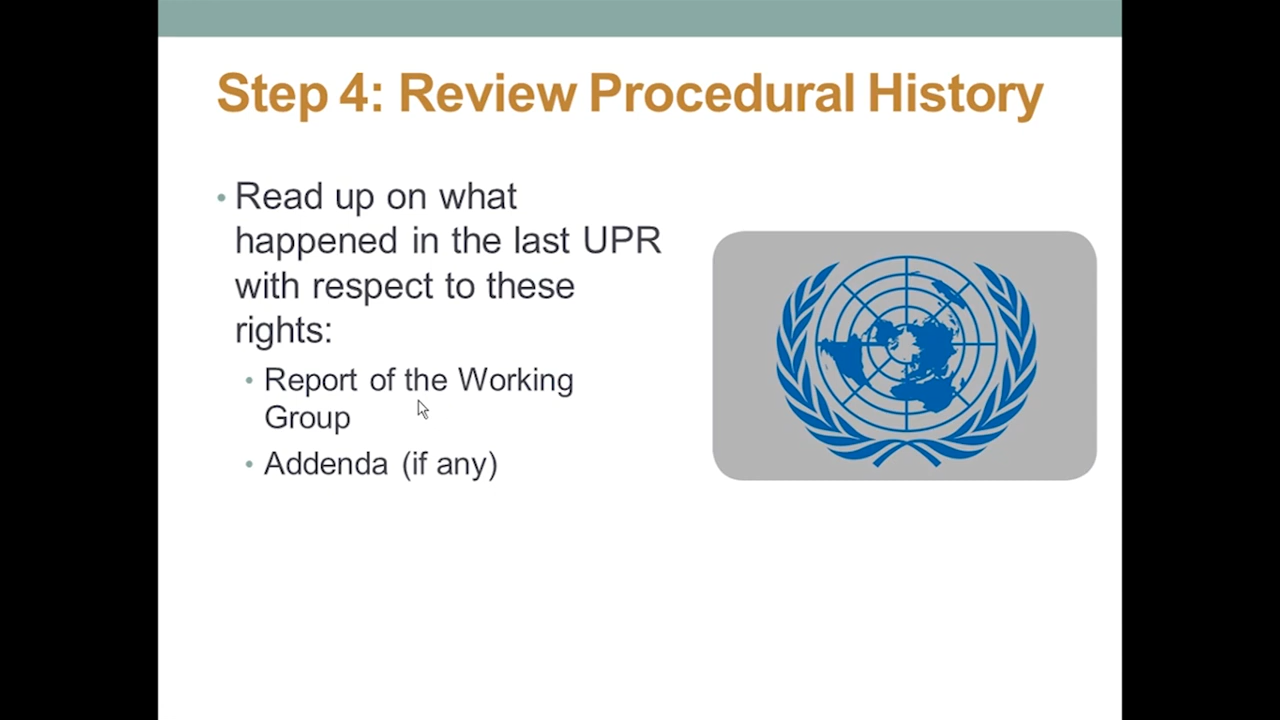 Step 4: Review Procedural History
• Read up on what
happened in the last UPR
with respect to these
rights:
• Report of the Working
Group
• Addenda (if any)